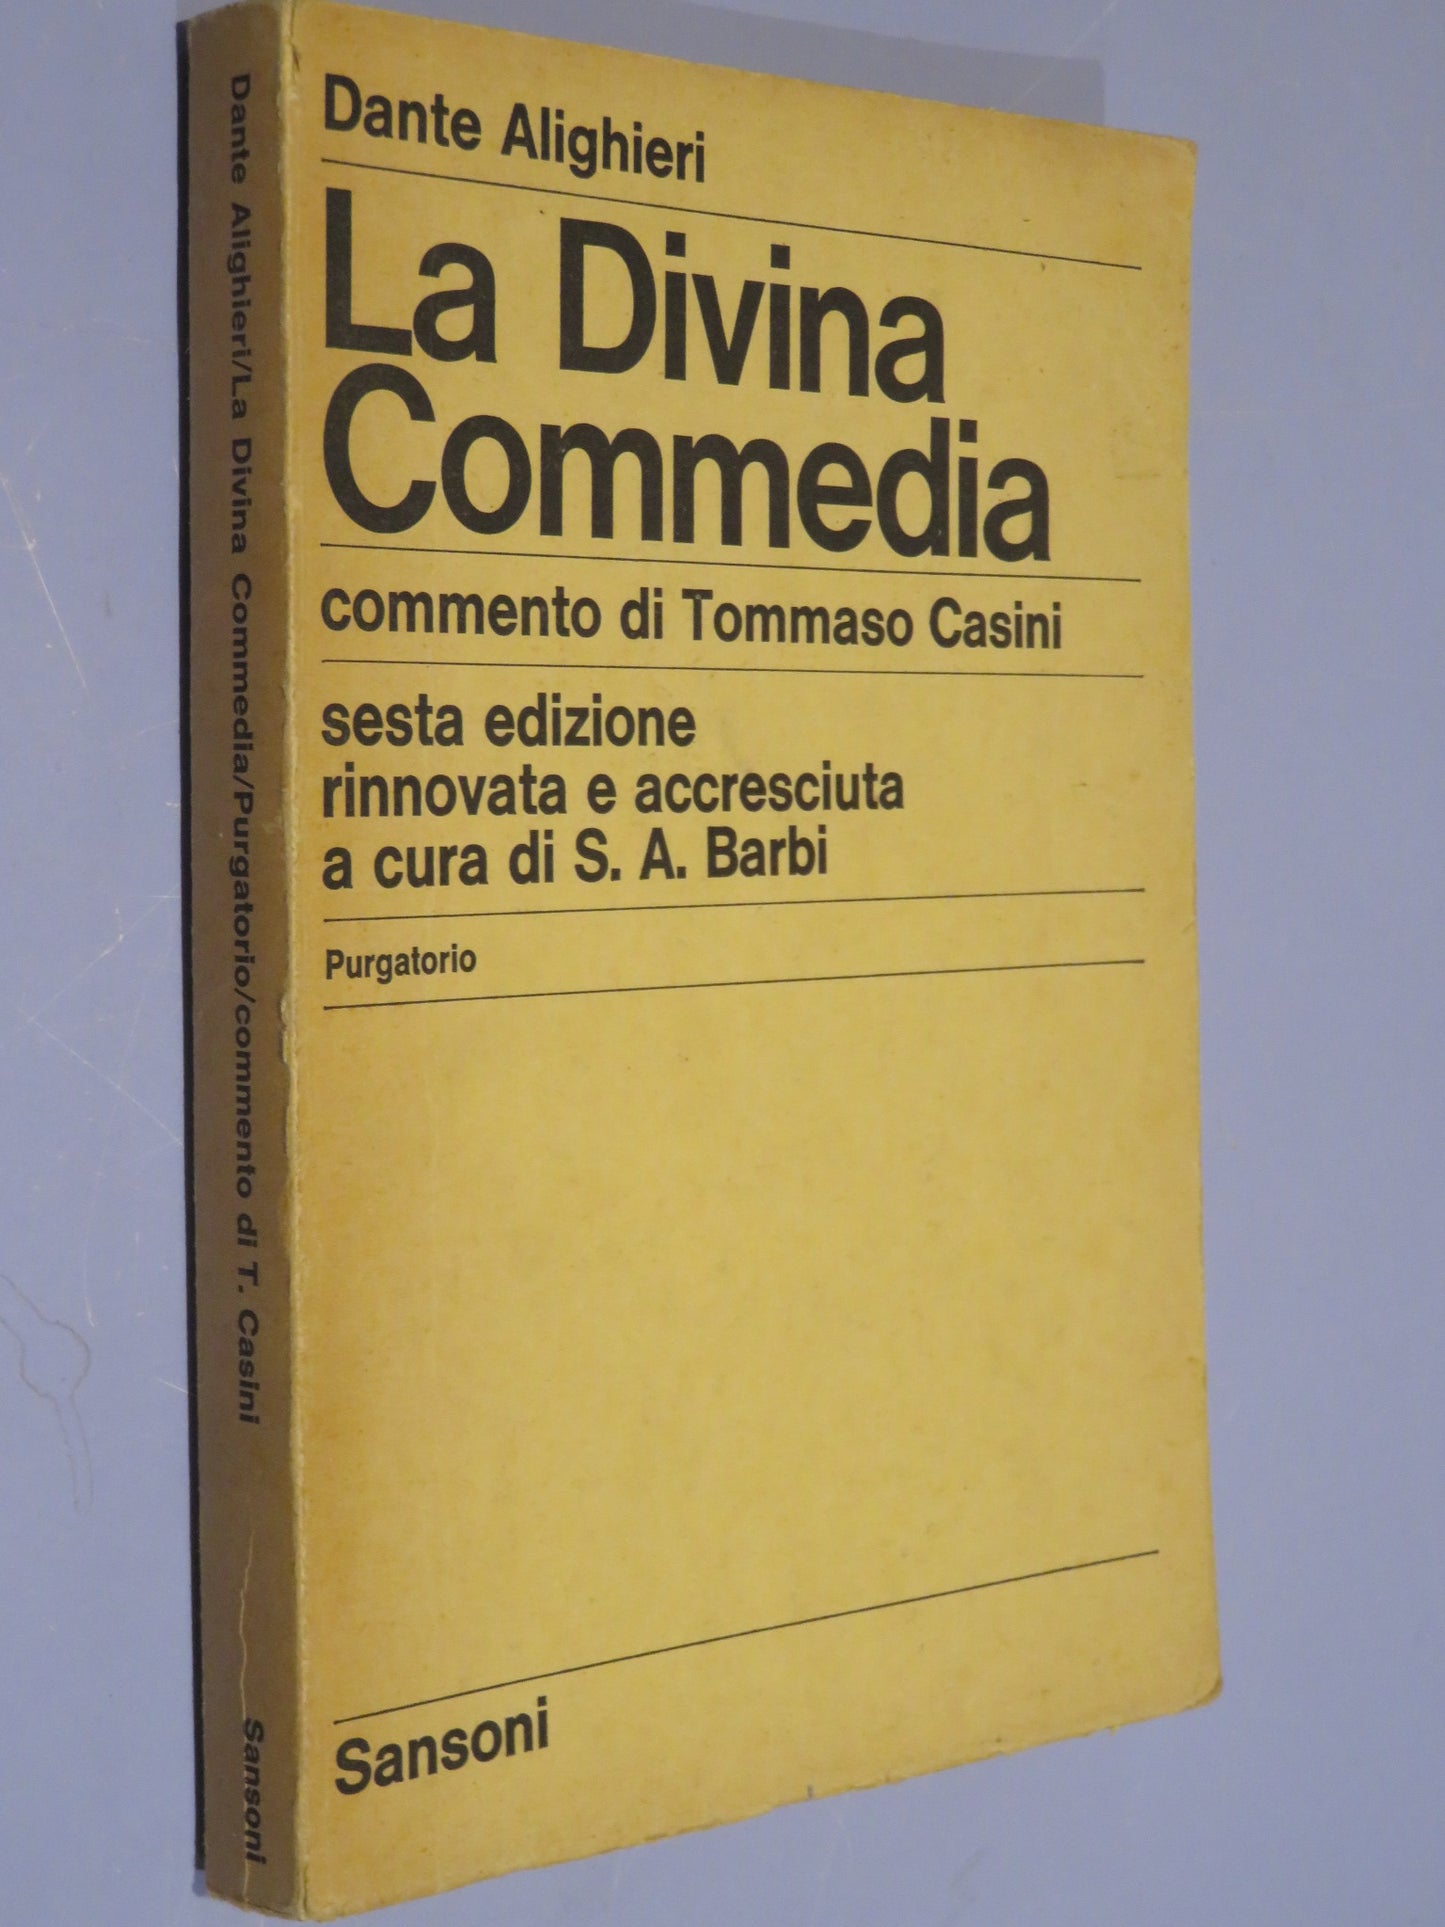 Dante Alighieri
La Divina
Commedia
commento di Tommaso Casini
sesta edizione
rinnovata e accresciuta
a cura di S. A. Barbi
Purgatorio
Sansoni
Dante Alighieri/La Divina Commedia/Purgatorio/commento di T. Casini
Sansoni